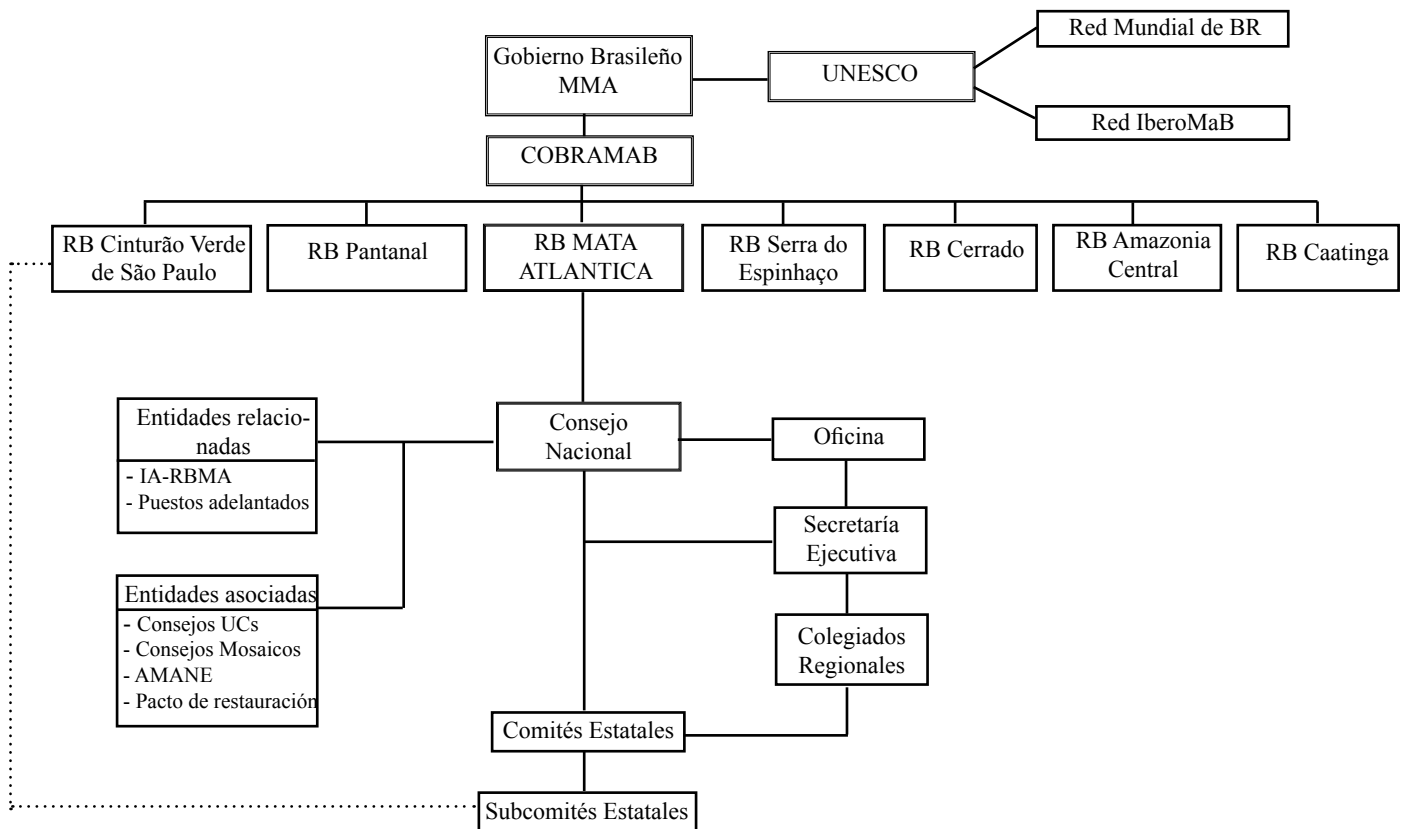 Gobierno Brasileño
MMA
UNESCO
Red Mundial de BR
Red IberoMaB
COBRAMAB
RB Cinturão Verde
de São Paulo
RB Pantanal
RB MATA
ATLANTICA
RB Serra do
Espinhaço
RB Cerrado
RB Amazonia
Central
RB Caatinga
Entidades relacio-
nadas
- IA-RBMA
- Puestos adelantados
Consejo
Nacional
Oficina
Secretaría
Ejecutiva
Entidades asociadas
- Consejos UCs
- Consejos Mosaicos
- AMANE
- Pacto de restauración
Colegiados
Regionales
Comités Estatales
Subcomités Estatales